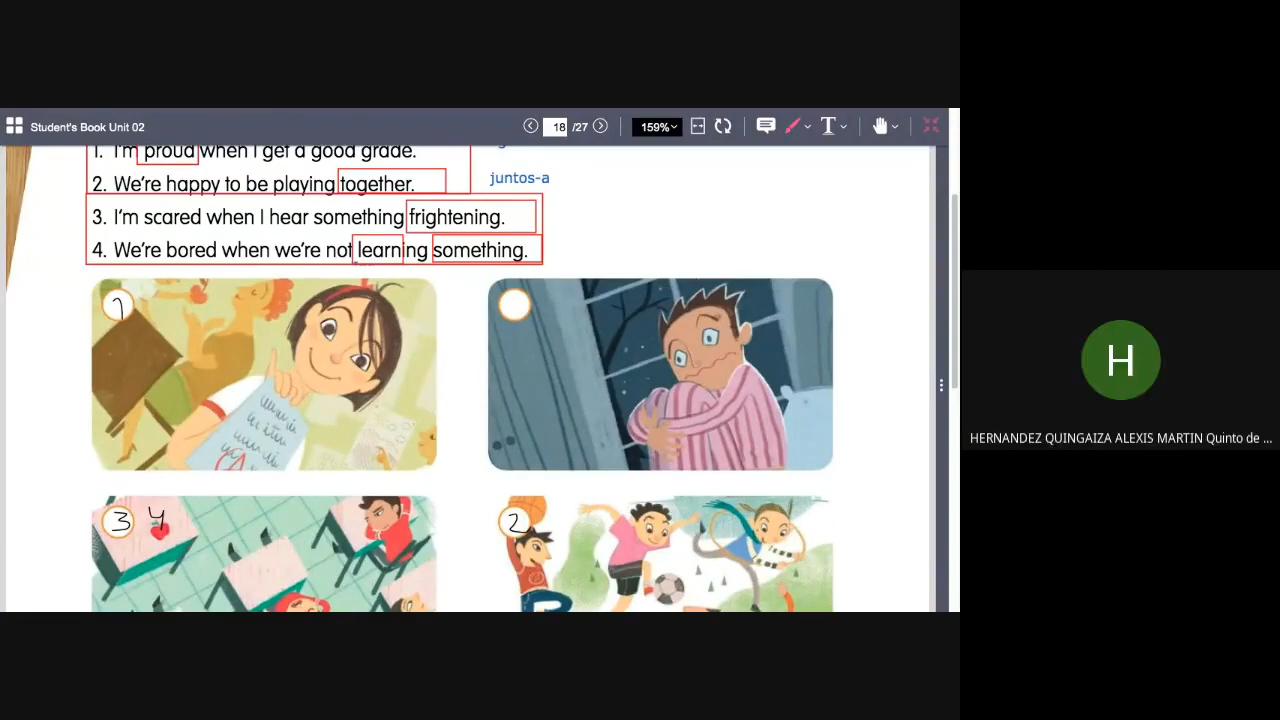 Student's Book Unit 02
18 /27
159%
T
1. I'm proud when I get a good grade.
2. We're happy to be playing together.
juntos-a
3. I'm scared when I hear something frightening.
4. We're bored when we're not learning something.
1
A
3 4
2
H
HERNANDEZ QUINGAIZA ALEXIS MARTIN Quinto de ...